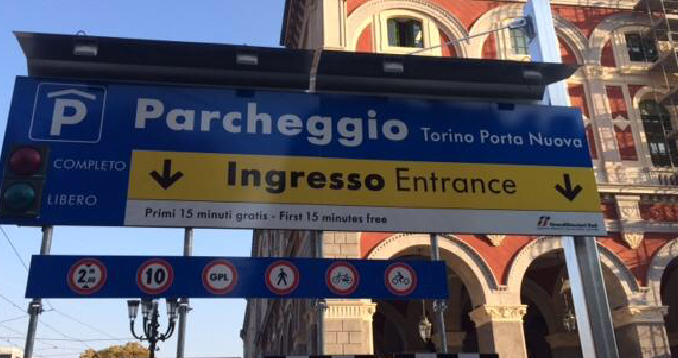 P Parcheggio Torino Porta Nuova
COMPLETO
LIBERO
Ingresso Entrance
Primi 15 minuti gratis - First 15 minutes free
10
GPL